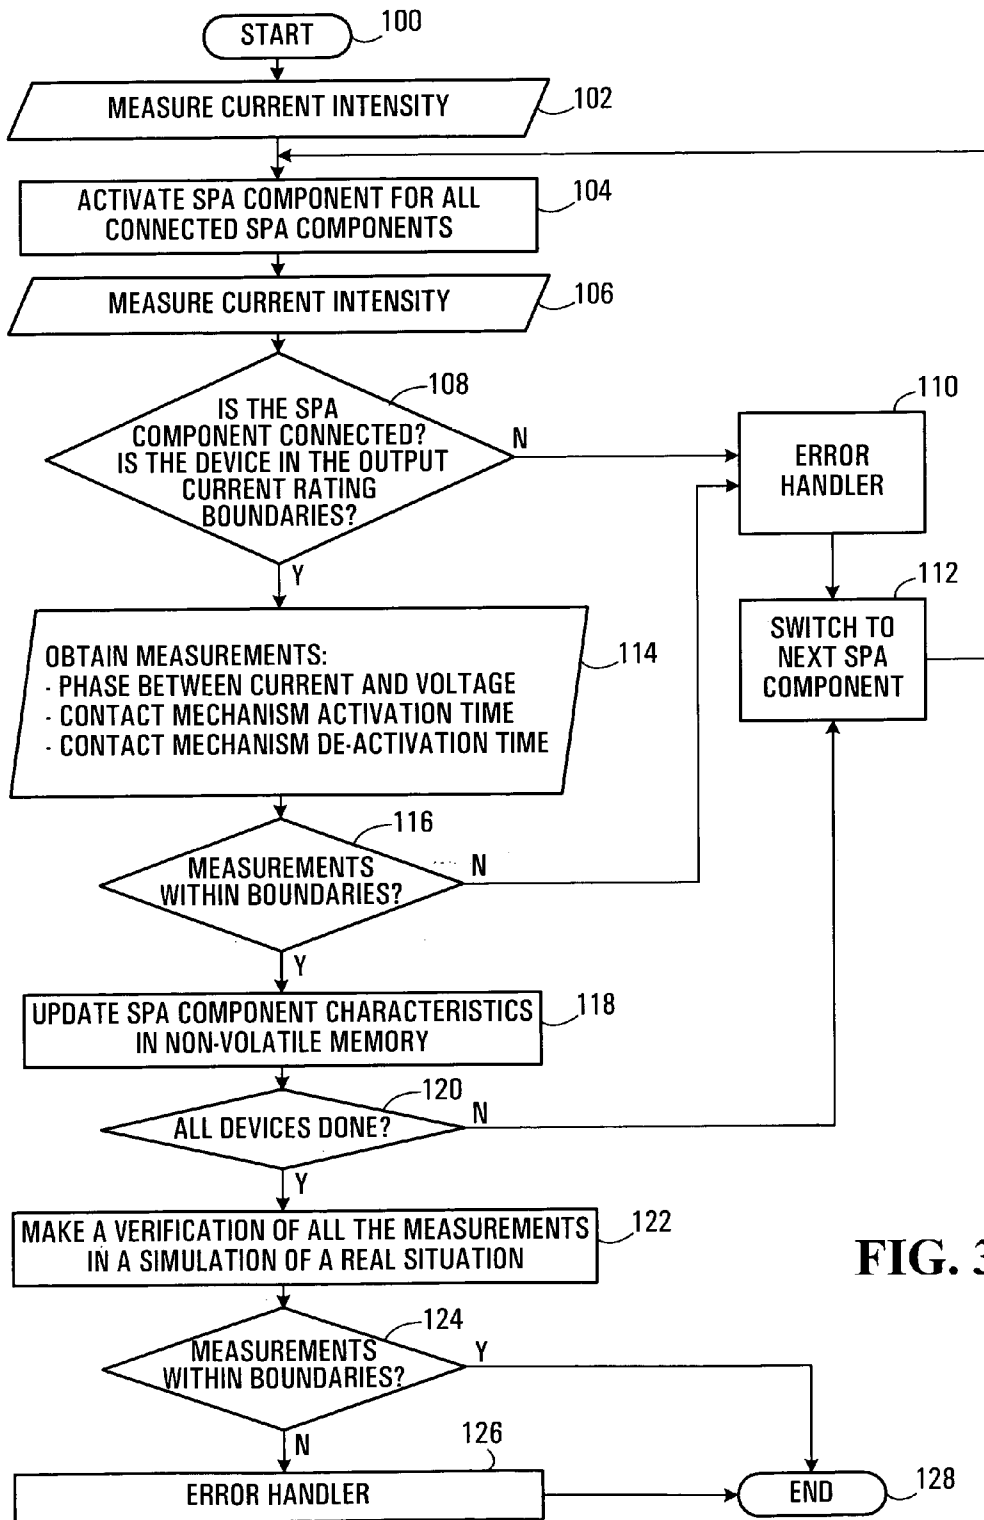 START
100
MEASURE CURRENT INTENSITY
102
ACTIVATE SPA COMPONENT FOR ALL
CONNECTED SPA COMPONENTS
104
MEASURE CURRENT INTENSITY
106
108
IS THE SPA
COMPONENT CONNECTED?
IS THE DEVICE IN THE OUTPUT
CURRENT RATING
BOUNDARIES?
N
Y
110
ERROR
HANDLER
112
SWITCH TO
NEXT SPA
COMPONENT
OBTAIN MEASUREMENTS:
- PHASE BETWEEN CURRENT AND VOLTAGE
- CONTACT MECHANISM ACTIVATION TIME
- CONTACT MECHANISM DE-ACTIVATION TIME
114
116
MEASUREMENTS
WITHIN BOUNDARIES?
N
Y
UPDATE SPA COMPONENT CHARACTERISTICS
IN NON-VOLATILE MEMORY
118
120
ALL DEVICES DONE?
N
Y
MAKE A VERIFICATION OF ALL THE MEASUREMENTS
IN A SIMULATION OF A REAL SITUATION
122
FIG. 3
124
MEASUREMENTS
WITHIN BOUNDARIES?
Y
N
126
ERROR HANDLER
END
128